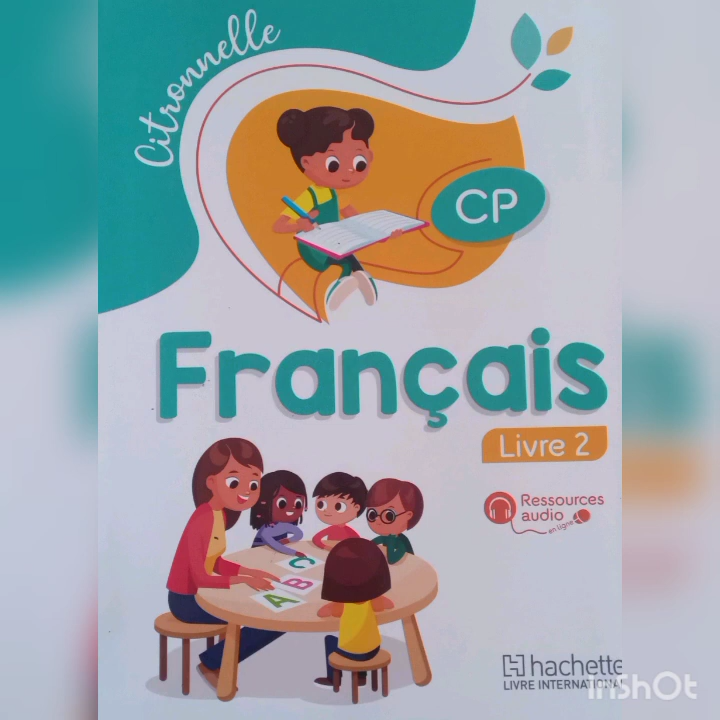 Citronnelle
CP
Français
Livre 2
Ressources
audio
en ligne
A B C
hachette
LIVRE INTERNATIONAL
InShOt